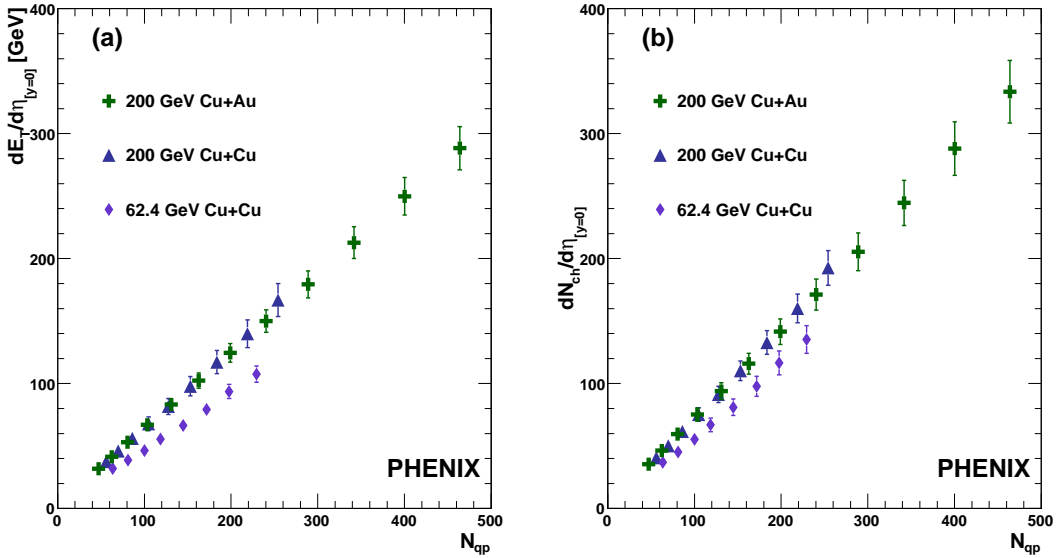 (a)
dE_T/dη_[y=0] [GeV]
400
300
200
100
0
200 GeV Cu+Au
200 GeV Cu+Cu
62.4 GeV Cu+Cu
PHENIX
0 100 200 300 400 500
N_qp
(b)
dN_ch/dη_[y=0]
400
300
200
100
0
200 GeV Cu+Au
200 GeV Cu+Cu
62.4 GeV Cu+Cu
PHENIX
0 100 200 300 400 500
N_qp